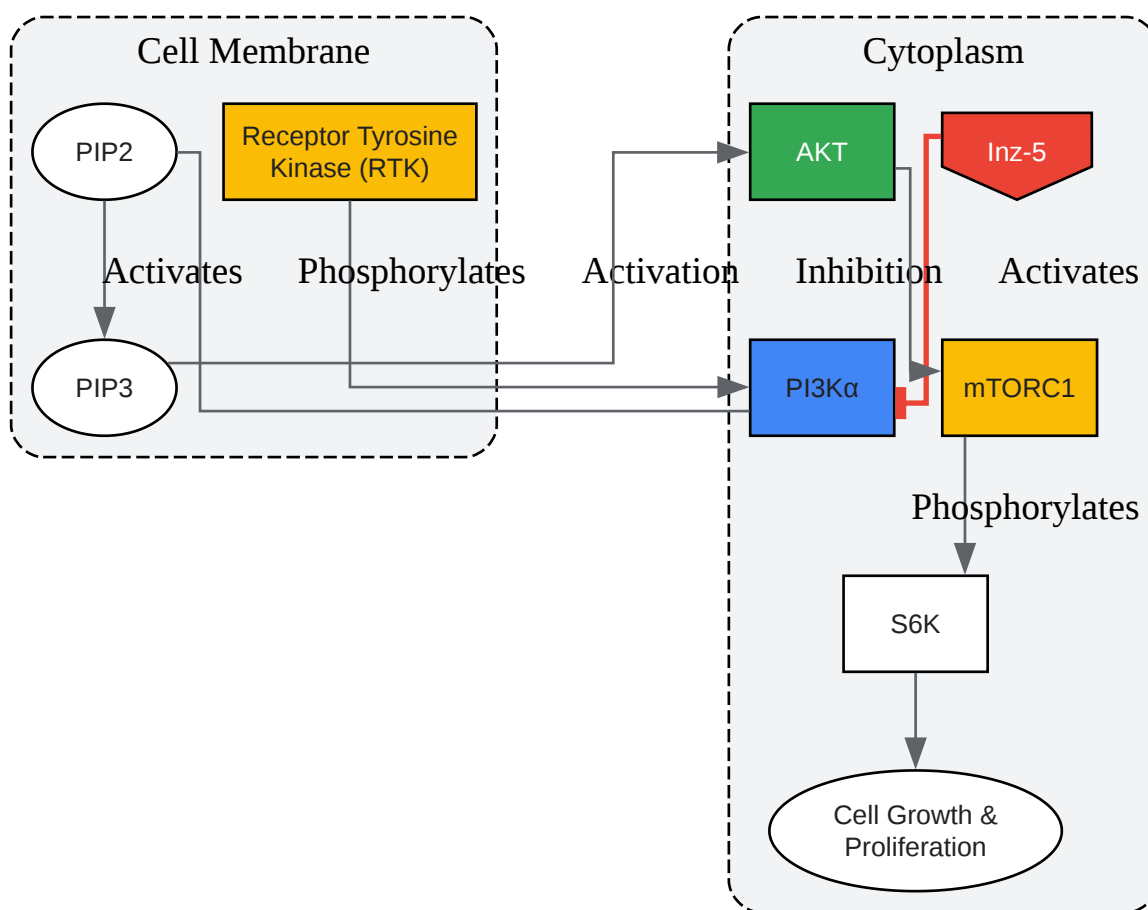 Cell Membrane
Cytoplasm
PIP2
Receptor Tyrosine
Kinase (RTK)
AKT
Inz-5
Activates
Phosphorylates
Activation
Inhibition
Activates
PIP3
PI3Kα
mTORC1
Phosphorylates
S6K
Cell Growth &
Proliferation